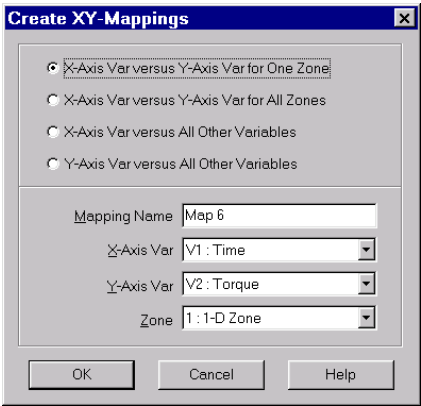 Create XY-Mappings
X-Axis Var versus Y-Axis Var for One Zone
X-Axis Var versus Y-Axis Var for All Zones
X-Axis Var versus All Other Variables
Y-Axis Var versus All Other Variables
Mapping Name Map 6
X-Axis Var V1 : Time
Y-Axis Var V2 : Torque
Zone 1 : 1-D Zone
OK Cancel Help